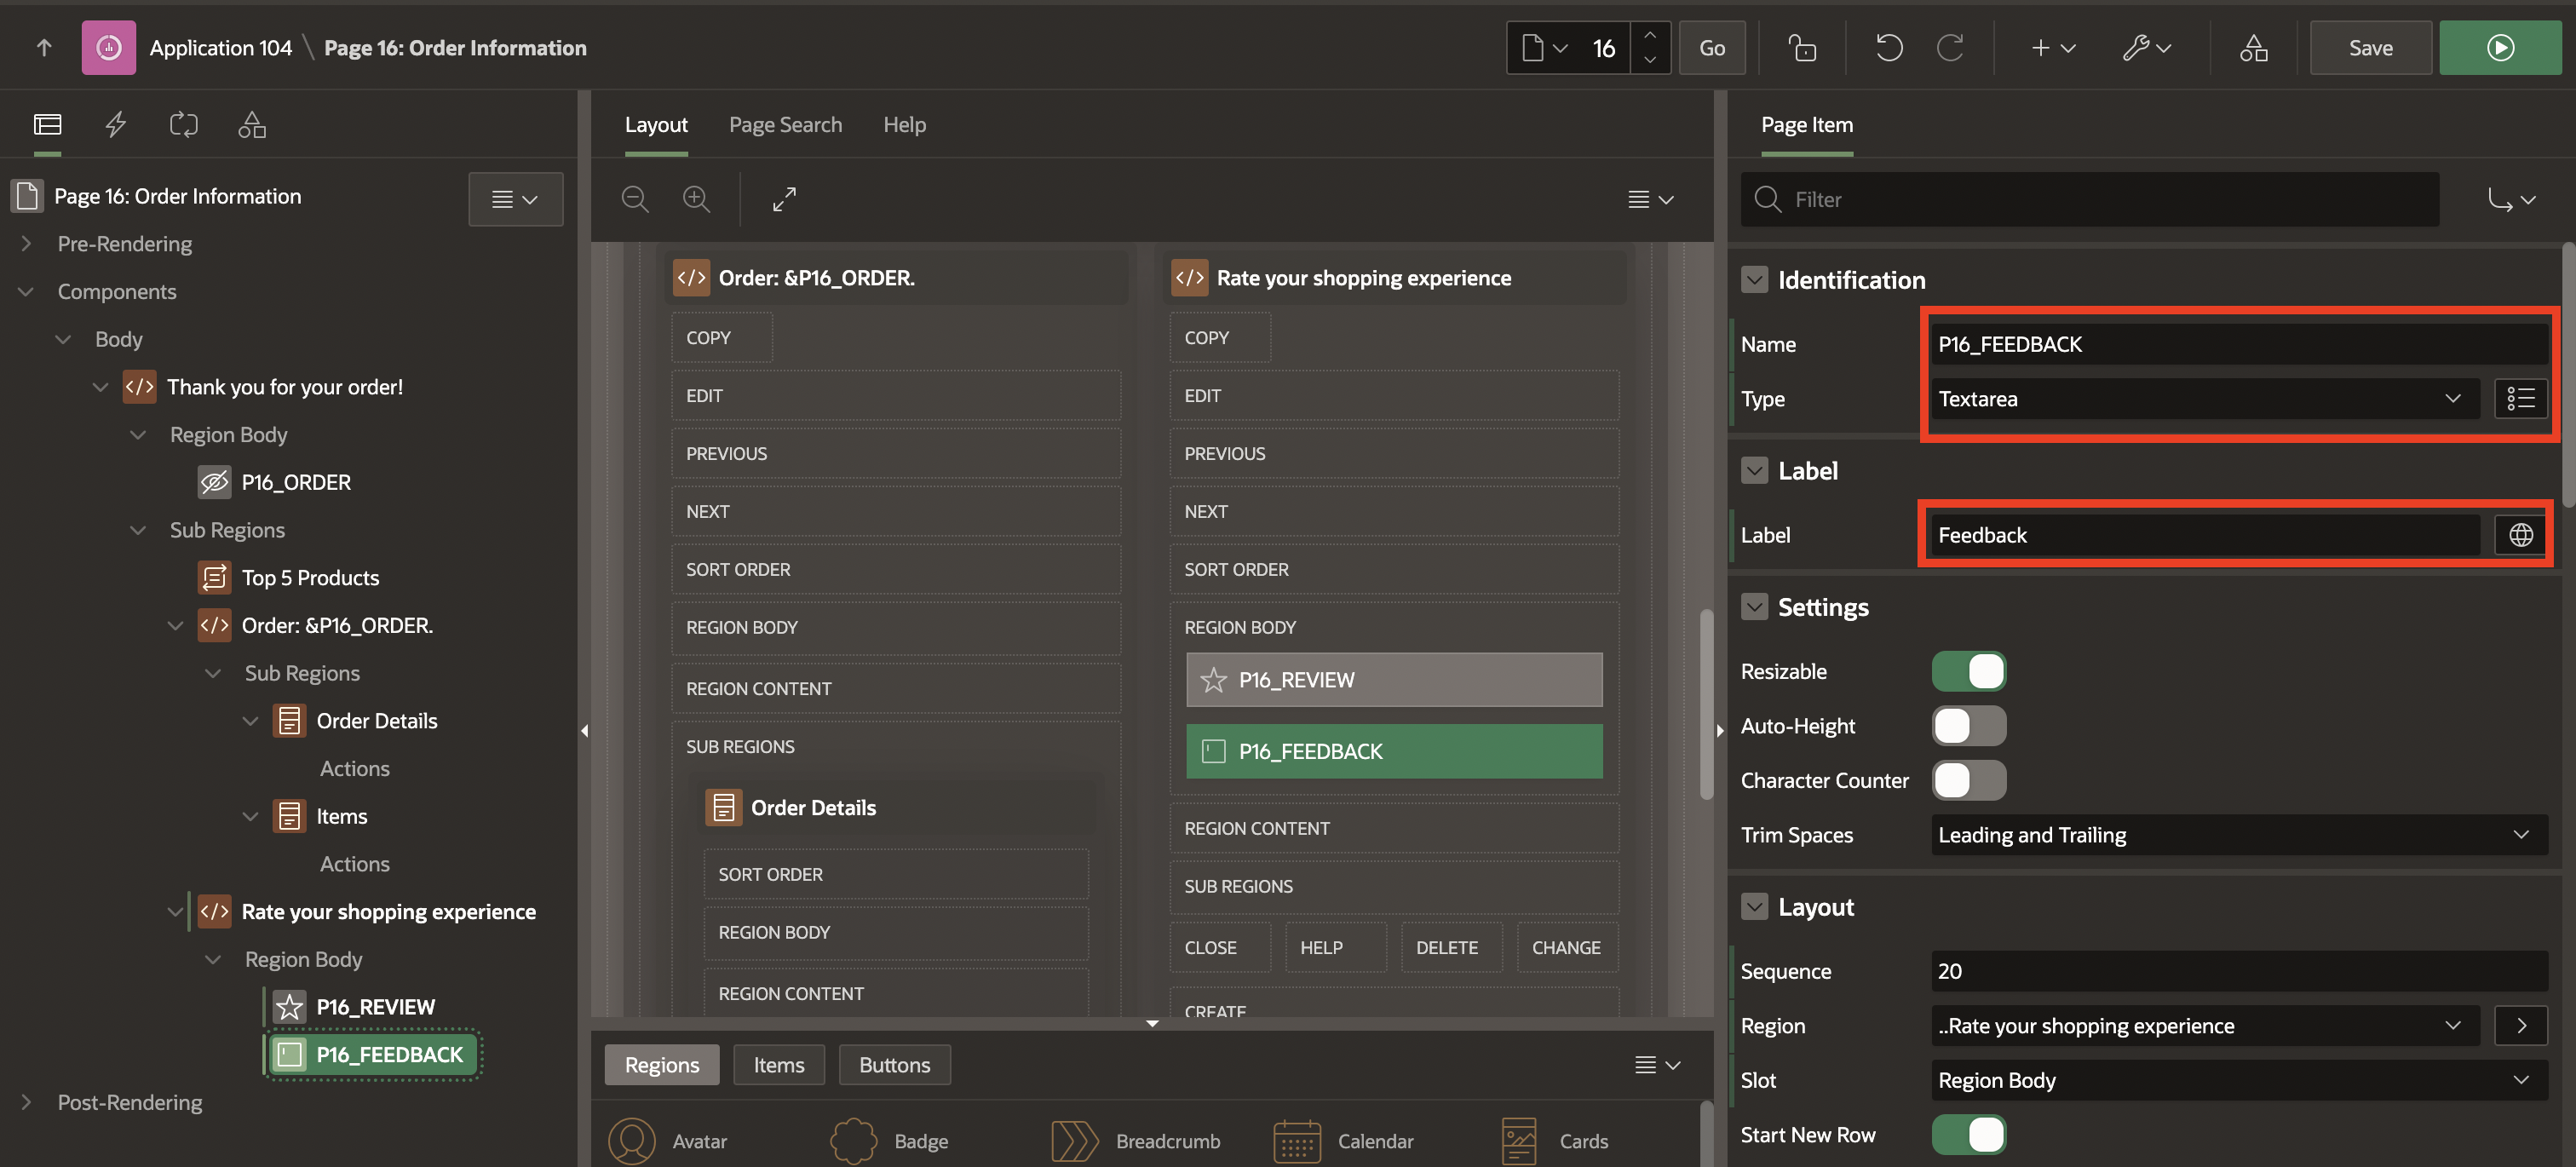 Application 104 \ Page 16: Order Information
16
Go
Save
Page 16: Order Information
Pre-Rendering
Components
Body
Thank you for your order!
Region Body
P16_ORDER
Sub Regions
Top 5 Products
Order: &P16_ORDER.
Sub Regions
Order Details
Actions
Items
Actions
Rate your shopping experience
Region Body
P16_REVIEW
P16_FEEDBACK
Post-Rendering
Layout
Page Search
Help
Order: &P16_ORDER.
COPY
EDIT
PREVIOUS
NEXT
SORT ORDER
REGION BODY
REGION CONTENT
SUB REGIONS
Order Details
SORT ORDER
REGION BODY
REGION CONTENT
Rate your shopping experience
COPY
EDIT
PREVIOUS
NEXT
SORT ORDER
REGION BODY
P16_REVIEW
P16_FEEDBACK
REGION CONTENT
SUB REGIONS
CLOSE
HELP
DELETE
CHANGE
CREATE
Regions
Items
Buttons
Avatar
Badge
Breadcrumb
Calendar
Cards
Page Item
Filter
Identification
Name
P16_FEEDBACK
Type
Textarea
Label
Label
Feedback
Settings
Resizable
Auto-Height
Character Counter
Trim Spaces
Leading and Trailing
Layout
Sequence
20
Region
..Rate your shopping experience
Slot
Region Body
Start New Row